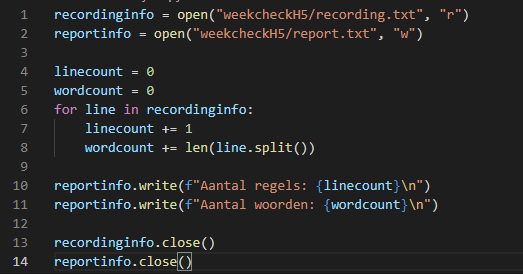 1 recordinginfo = open("weekcheckH5/recording.txt", "r")
2 reportinfo = open("weekcheckH5/report.txt", "w")
3
4 linecount = 0
5 wordcount = 0
6 for line in recordinginfo:
7     linecount += 1
8     wordcount += len(line.split())
9
10 reportinfo.write(f"Aantal regels: {linecount}\n")
11 reportinfo.write(f"Aantal woorden: {wordcount}\n")
12
13 recordinginfo.close()
14 reportinfo.close()